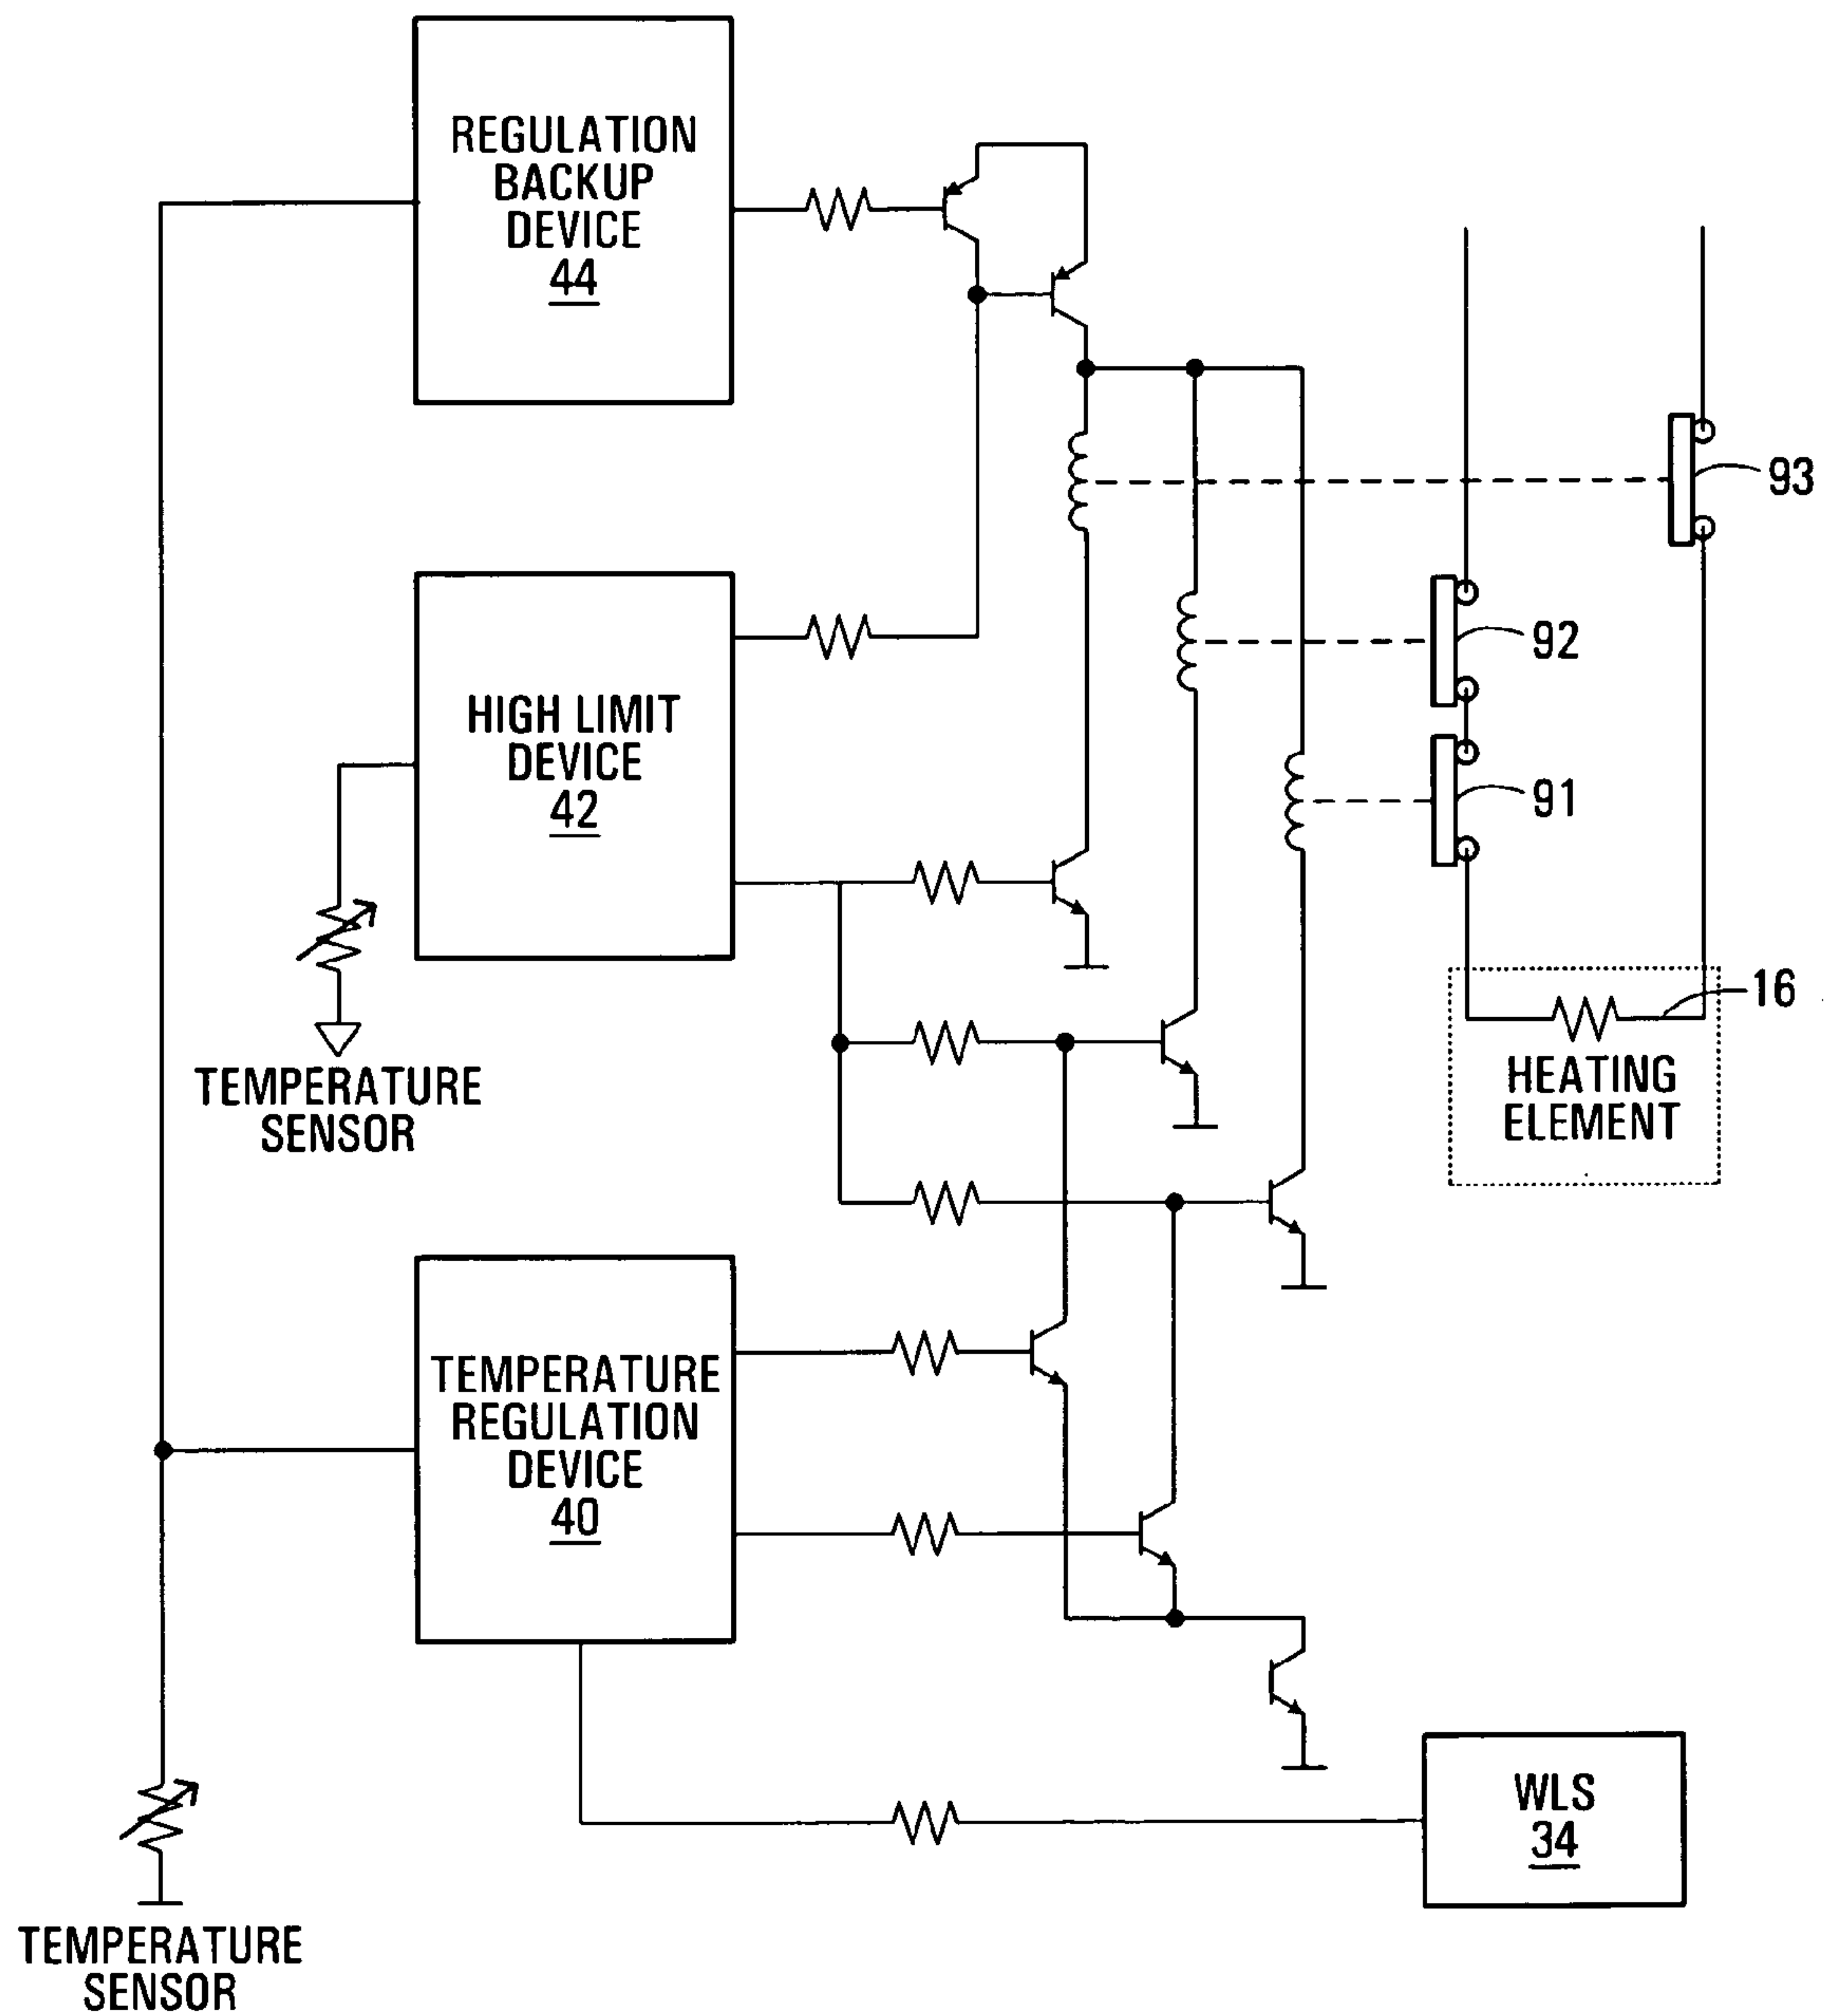 REGULATION
BACKUP
DEVICE
44
93
92
HIGH LIMIT
DEVICE
42
91
16
TEMPERATURE
SENSOR
HEATING
ELEMENT
TEMPERATURE
REGULATION
DEVICE
40
WLS
34
TEMPERATURE
SENSOR